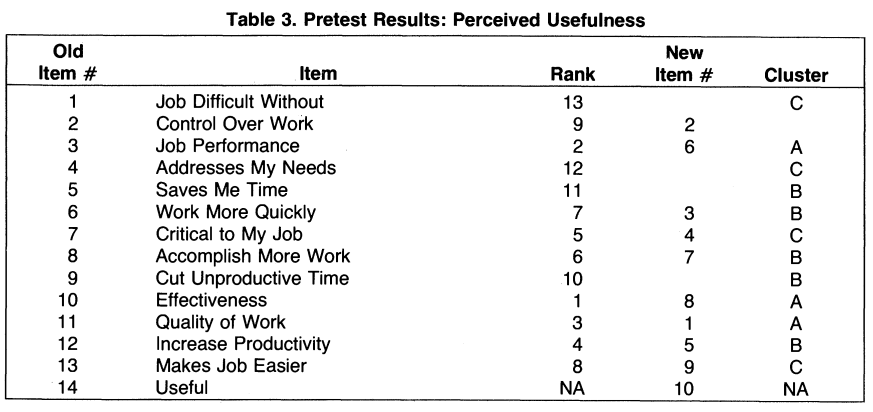 Table 3. Pretest Results: Perceived Usefulness
Old New
Item # Item Rank Item # Cluster
1 Job Difficult Without 13 C
2 Control Over Work 9 2
3 Job Performance 2 6 A
4 Addresses My Needs 12 C
5 Saves Me Time 11 B
6 Work More Quickly 7 3 B
7 Critical to My Job 5 4 C
8 Accomplish More Work 6 7 B
9 Cut Unproductive Time 10 B
10 Effectiveness 1 8 A
11 Quality of Work 3 1 A
12 Increase Productivity 4 5 B
13 Makes Job Easier 8 9 C
14 Useful NA 10 NA